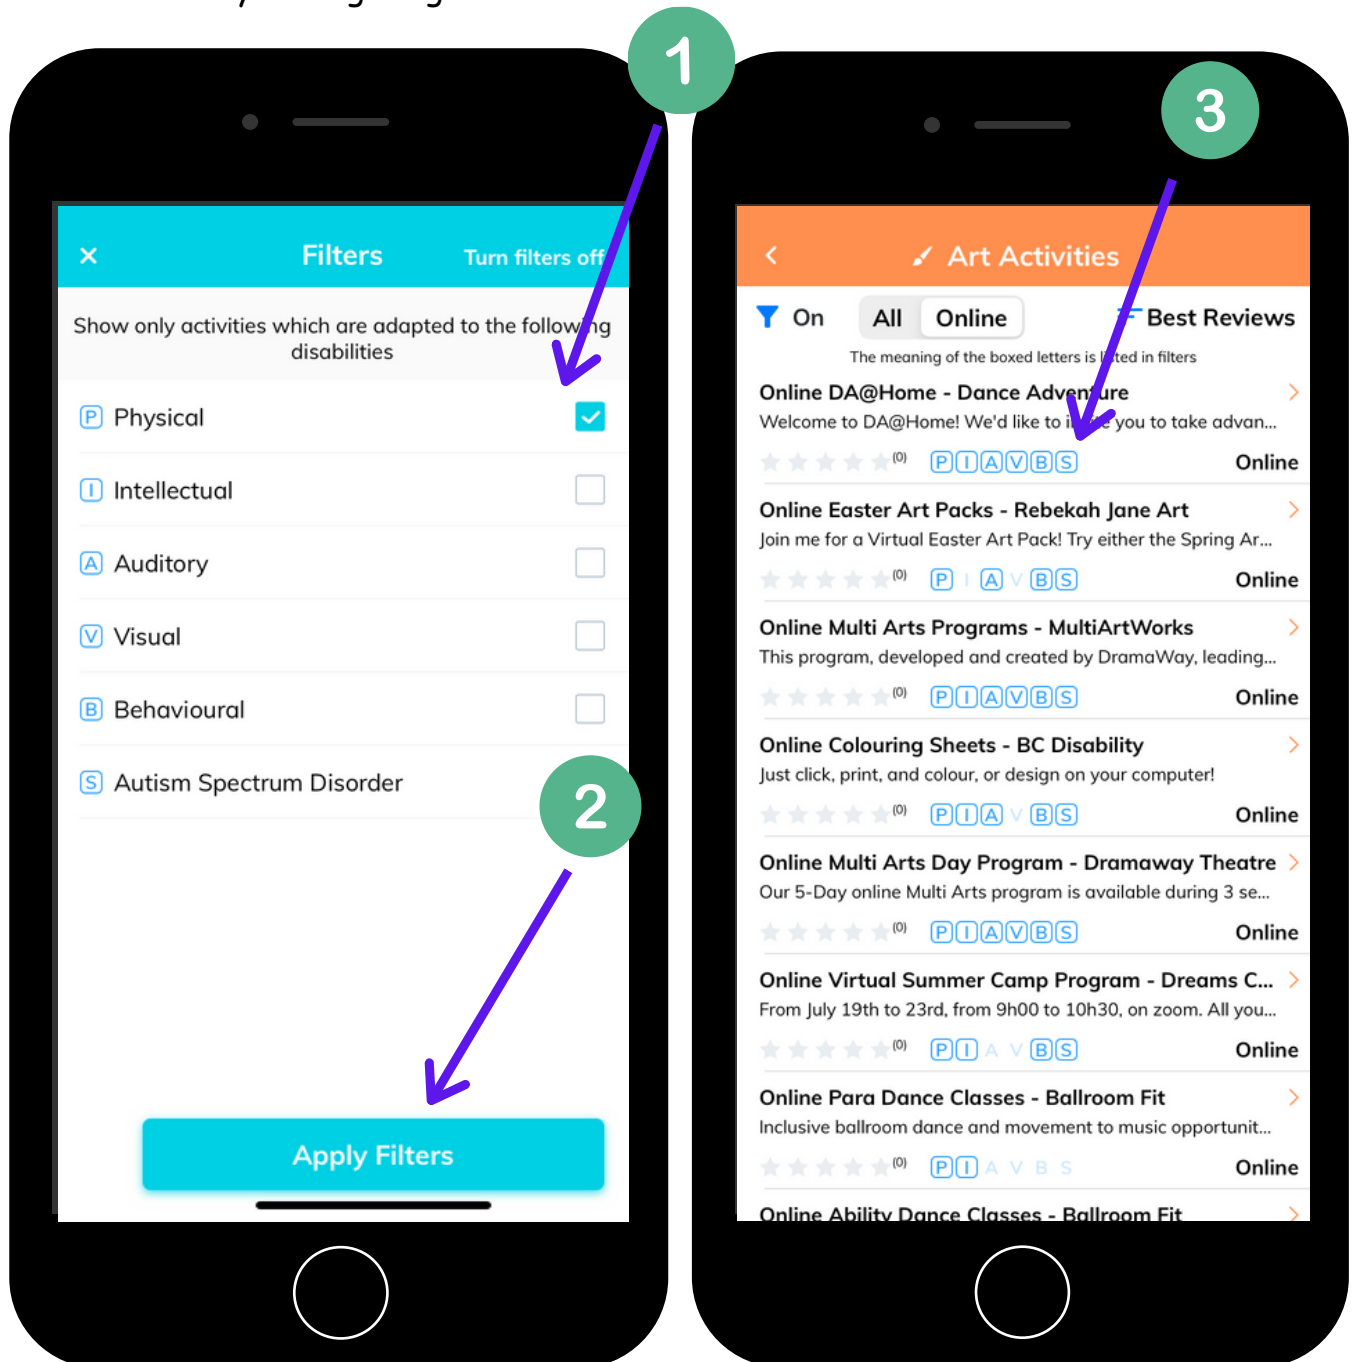 1
× Filters Turn filters off
Show only activities which are adapted to the following
disabilities
P Physical
I Intellectual
A Auditory
V Visual
B Behavioural
S Autism Spectrum Disorder
2
Apply Filters
3
< Art Activities
On All Online Best Reviews
The meaning of the boxed letters is listed in filters
Online DA@Home - Dance Adventure
Welcome to DA@Home! We'd like to invite you to take advan...
(0) P I A V B S Online
Online Easter Art Packs - Rebekah Jane Art
Join me for a Virtual Easter Art Pack! Try either the Spring Ar...
(0) P I A V B S Online
Online Multi Arts Programs - MultiArtWorks
This program, developed and created by DramaWay, leading...
(0) P I A V B S Online
Online Colouring Sheets - BC Disability
Just click, print, and colour, or design on your computer!
(0) P I A V B S Online
Online Multi Arts Day Program - Dramaway Theatre
Our 5-Day online Multi Arts program is available during 3 se...
(0) P I A V B S Online
Online Virtual Summer Camp Program - Dreams C...
From July 19th to 23rd, from 9h00 to 10h30, on zoom. All you...
(0) P I A V B S Online
Online Para Dance Classes - Ballroom Fit
Inclusive ballroom dance and movement to music opportunit...
(0) P I A V B S Online
Online Ability Dance Classes - Ballroom Fit